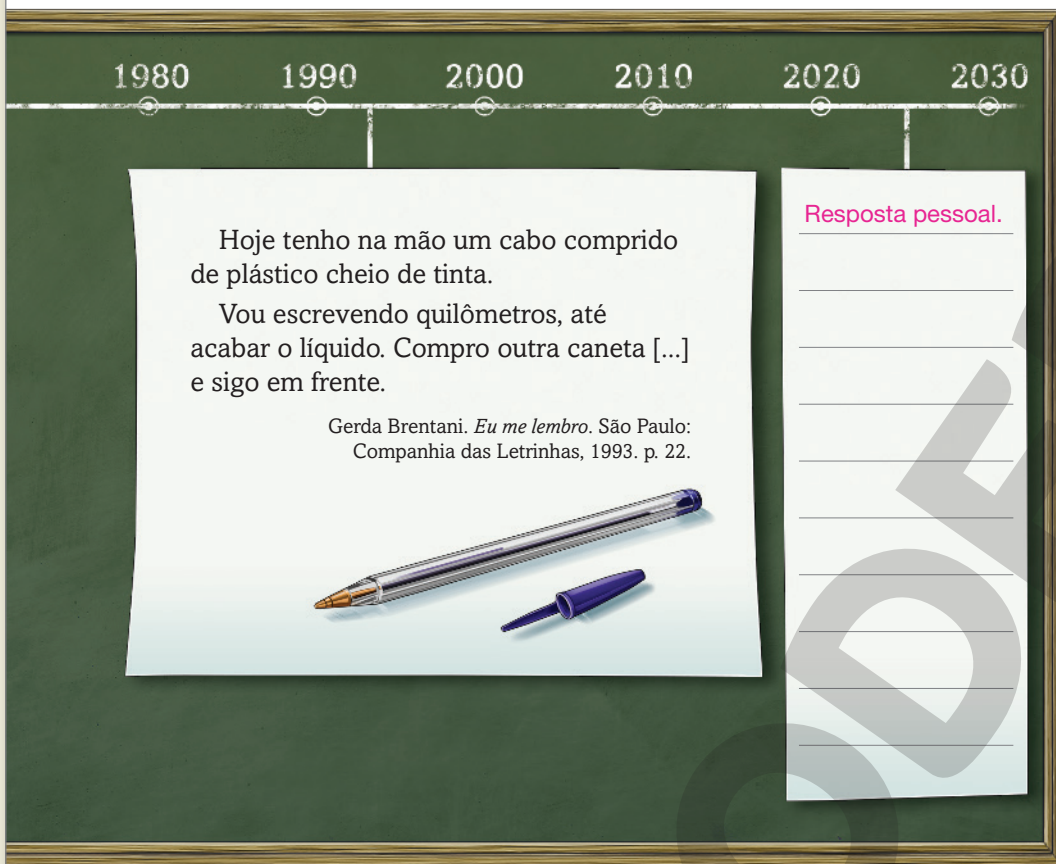 1980 1990 2000 2010 2020 2030
Hoje tenho na mão um cabo comprido
de plástico cheio de tinta.
Vou escrevendo quilômetros, até
acabar o líquido. Compro outra caneta [...]
e sigo em frente.
Gerda Brentani. Eu me lembro. São Paulo:
Companhia das Letrinhas, 1993. p. 22.
Resposta pessoal.